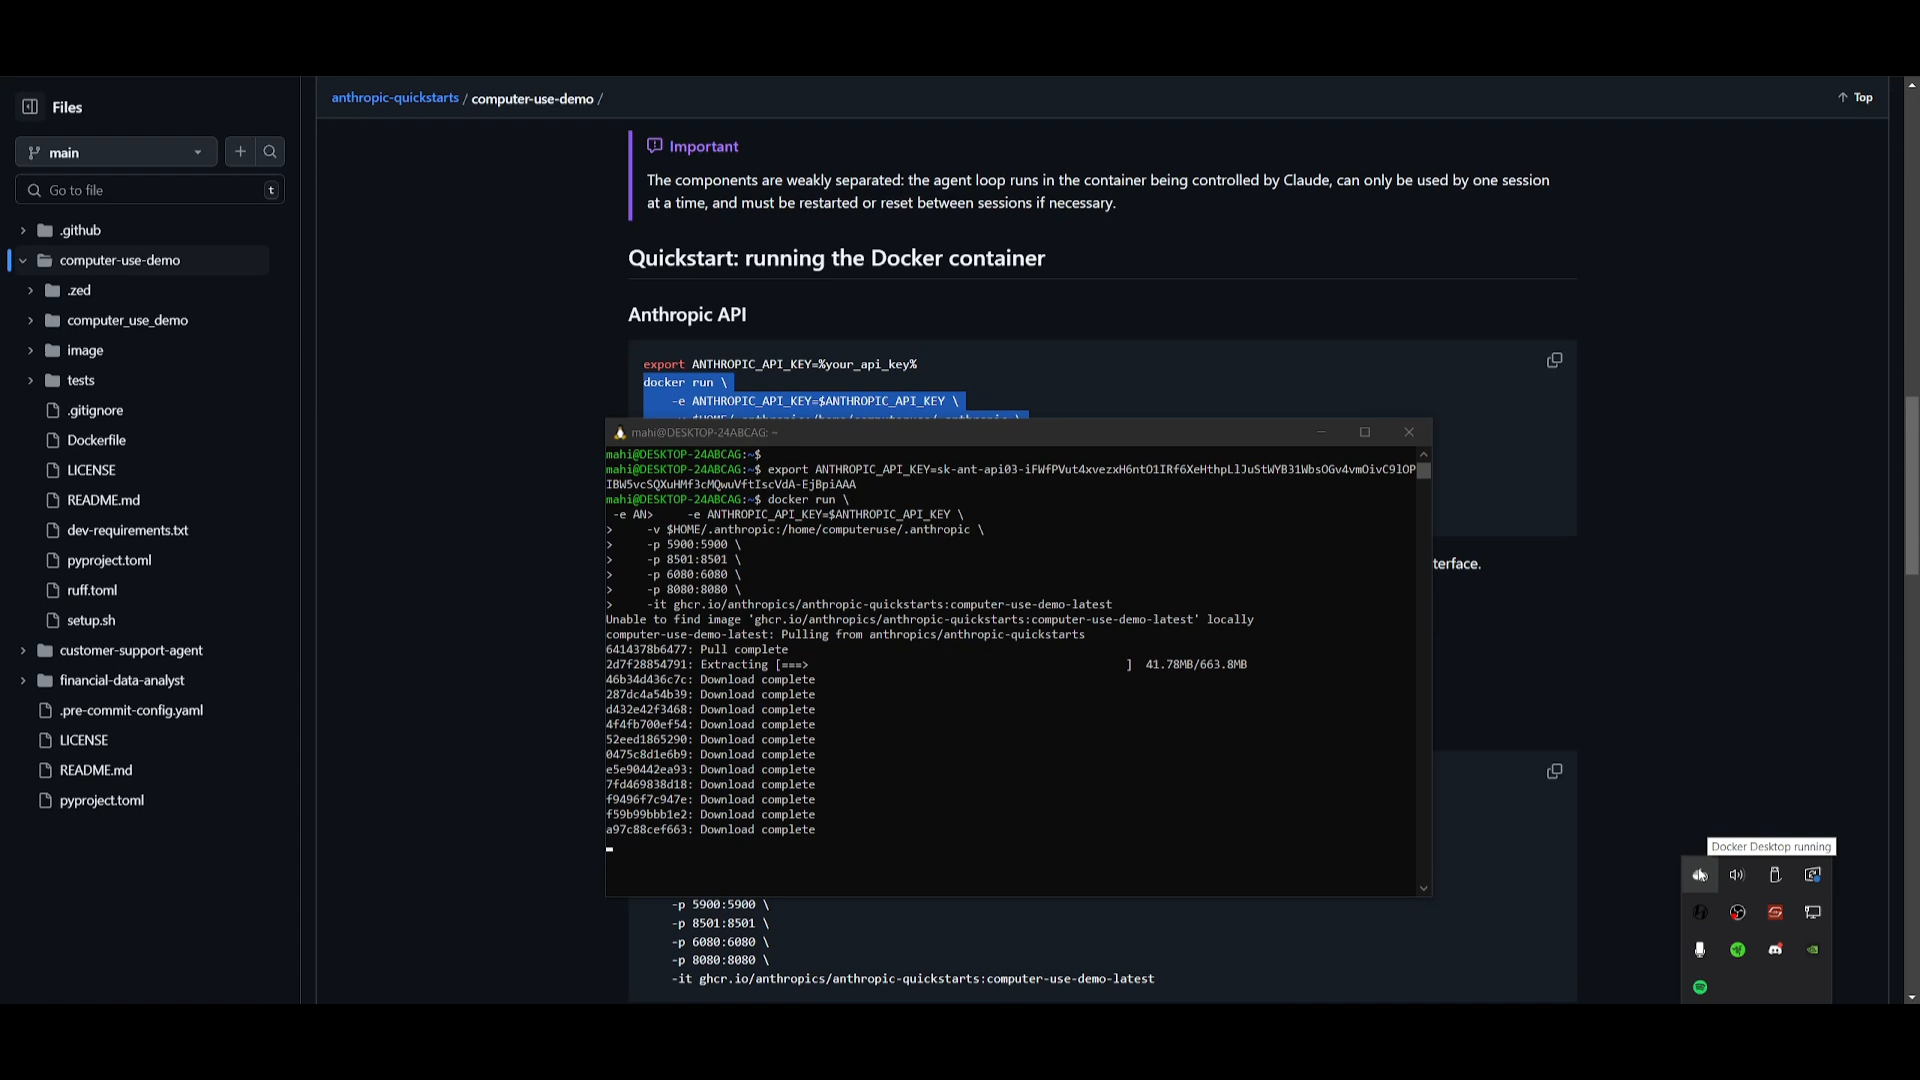 Files
main
Go to file
t
.github
computer-use-demo
.zed
computer_use_demo
image
tests
.gitignore
Dockerfile
LICENSE
README.md
dev-requirements.txt
pyproject.toml
ruff.toml
setup.sh
customer-support-agent
financial-data-analyst
.pre-commit-config.yaml
LICENSE
README.md
pyproject.toml
anthropic-quickstarts / computer-use-demo /
Top
Important
The components are weakly separated: the agent loop runs in the container being controlled by Claude, can only be used by one session
at a time, and must be restarted or reset between sessions if necessary.
Quickstart: running the Docker container
Anthropic API
export ANTHROPIC_API_KEY=%your_api_key%
docker run \
-e ANTHROPIC_API_KEY=$ANTHROPIC_API_KEY \
mahi@DESKTOP-24ABCAG: ~
mahi@DESKTOP-24ABCAG:~$
mahi@DESKTOP-24ABCAG:~$ export
mahi@DESKTOP-24ABCAG:~$ docker run \
-e AN>     -e ANTHROPIC_API_KEY=$ANTHROPIC_API_KEY \
>     -v $HOME/.anthropic:/home/computeruse/.anthropic \
>     -p 5900:5900 \
>     -p 8501:8501 \
>     -p 6080:6080 \
>     -p 8080:8080 \
>     -it ghcr.io/anthropics/anthropic-quickstarts:computer-use-demo-latest
Unable to find image 'ghcr.io/anthropics/anthropic-quickstarts:computer-use-demo-latest' locally
computer-use-demo-latest: Pulling from anthropics/anthropic-quickstarts
6414378b6477: Pull complete
2d7f28854791: Extracting [===>                                               ]  41.78MB/663.8MB
46b34d436c7c: Download complete
287dc4a54b39: Download complete
d432e42f3468: Download complete
4f4fb700ef54: Download complete
52eed1865290: Download complete
0475c8d1e6b9: Download complete
e5e90442ea93: Download complete
7fd469838d18: Download complete
f9496f7c947e: Download complete
f59b99bbb1e2: Download complete
a97c88cef663: Download complete
terface.
-p 5900:5900 \
-p 8501:8501 \
-p 6080:6080 \
-p 8080:8080 \
-it ghcr.io/anthropics/anthropic-quickstarts:computer-use-demo-latest
Docker Desktop running